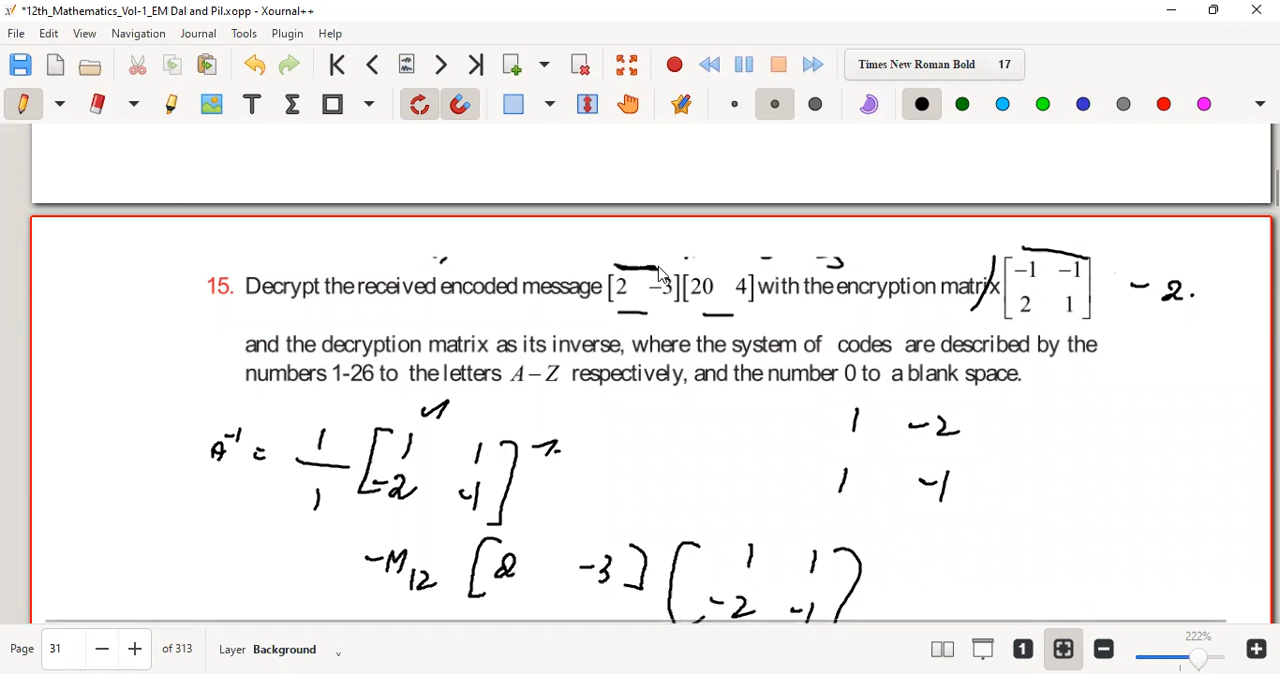 *12th_Mathematics_Vol-1_EM Dal and Pil.xopp - Xournal++
File Edit View Navigation Journal Tools Plugin Help
Times New Roman Bold 17
15. Decrypt the received encoded message [2 −3][20 4] with the encryption matrix [−1 −1
2 1] - 2.
and the decryption matrix as its inverse, where the system of codes are described by the
numbers 1-26 to the letters A − Z respectively, and the number 0 to a blank space.
1 -2
A⁻¹ = 1/1 [1 1
-2 -1]
1 -1
-M12 [2 -3] (1 1
-2 -1)
Page 31 of 313 Layer Background 1 222%